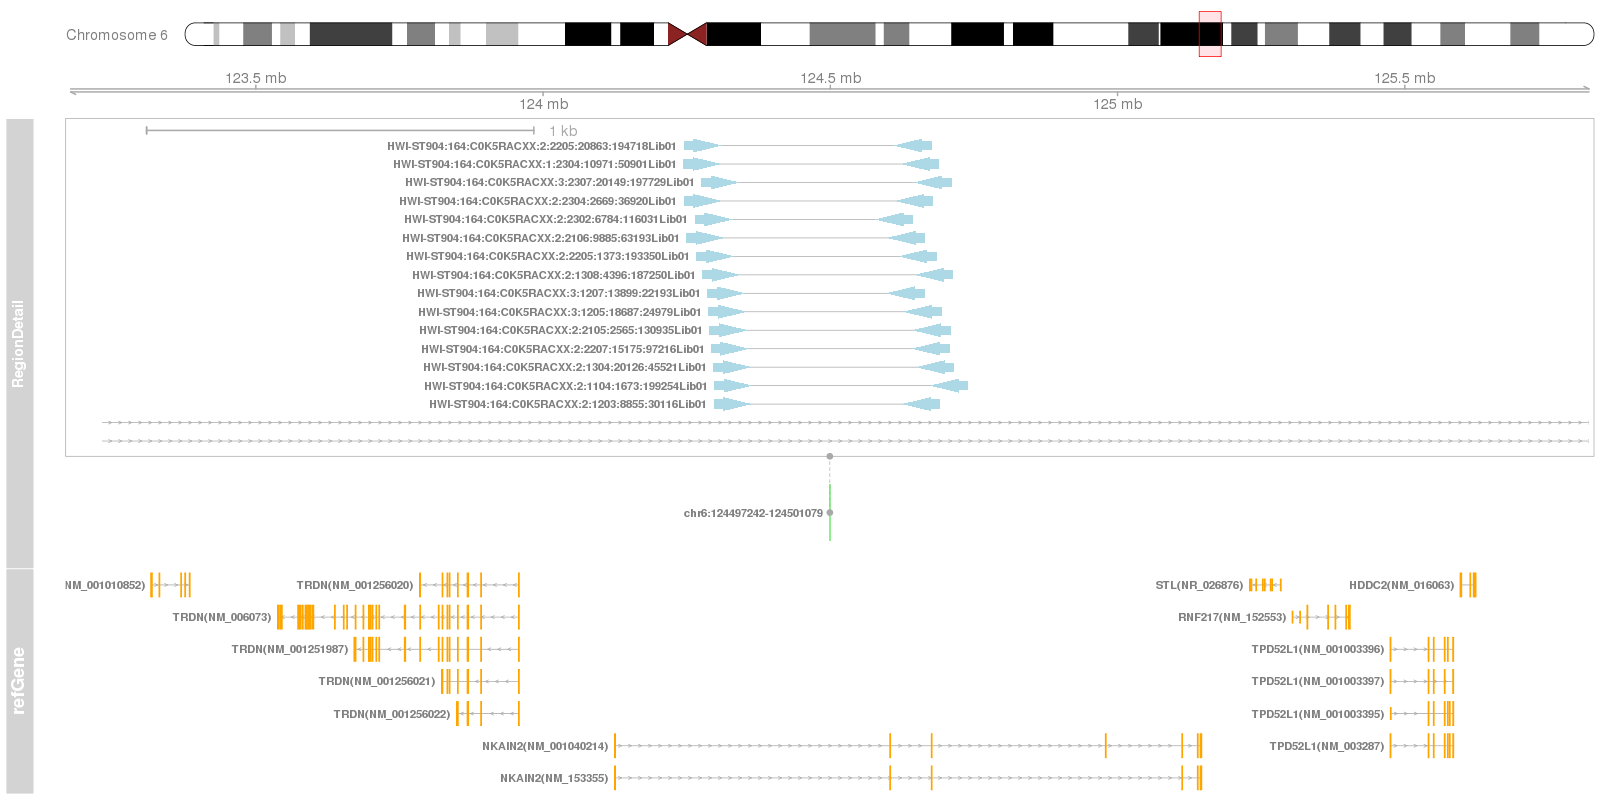 Chromosome 6
123.5 mb 124.5 mb 125.5 mb
124 mb 125 mb
1 kb
HWI-ST904:164:C0K5RACXX:2:2205:20863:194718Lib01
HWI-ST904:164:C0K5RACXX:1:2304:10971:50901Lib01
HWI-ST904:164:C0K5RACXX:3:2307:20149:197729Lib01
HWI-ST904:164:C0K5RACXX:2:2304:2669:36920Lib01
HWI-ST904:164:C0K5RACXX:2:2302:6784:116031Lib01
HWI-ST904:164:C0K5RACXX:2:2106:9885:63193Lib01
HWI-ST904:164:C0K5RACXX:2:2205:1373:193350Lib01
HWI-ST904:164:C0K5RACXX:2:1308:4396:187250Lib01
HWI-ST904:164:C0K5RACXX:3:1207:13899:22193Lib01
HWI-ST904:164:C0K5RACXX:3:1205:18687:24979Lib01
HWI-ST904:164:C0K5RACXX:2:2105:2565:130935Lib01
HWI-ST904:164:C0K5RACXX:2:2207:15175:97216Lib01
HWI-ST904:164:C0K5RACXX:2:1304:20126:45521Lib01
HWI-ST904:164:C0K5RACXX:2:1104:1673:199254Lib01
HWI-ST904:164:C0K5RACXX:2:1203:8855:30116Lib01
RegionDetail
chr6:124497242-124501079
refGene
NM_001010852) TRDN(NM_001256020) STL(NR_026876) HDDC2(NM_016063)
TRDN(NM_006073) RNF217(NM_152553)
TRDN(NM_001251987) TPD52L1(NM_001003396)
TRDN(NM_001256021) TPD52L1(NM_001003397)
TRDN(NM_001256022) TPD52L1(NM_001003395)
NKAIN2(NM_001040214) TPD52L1(NM_003287)
NKAIN2(NM_153355)